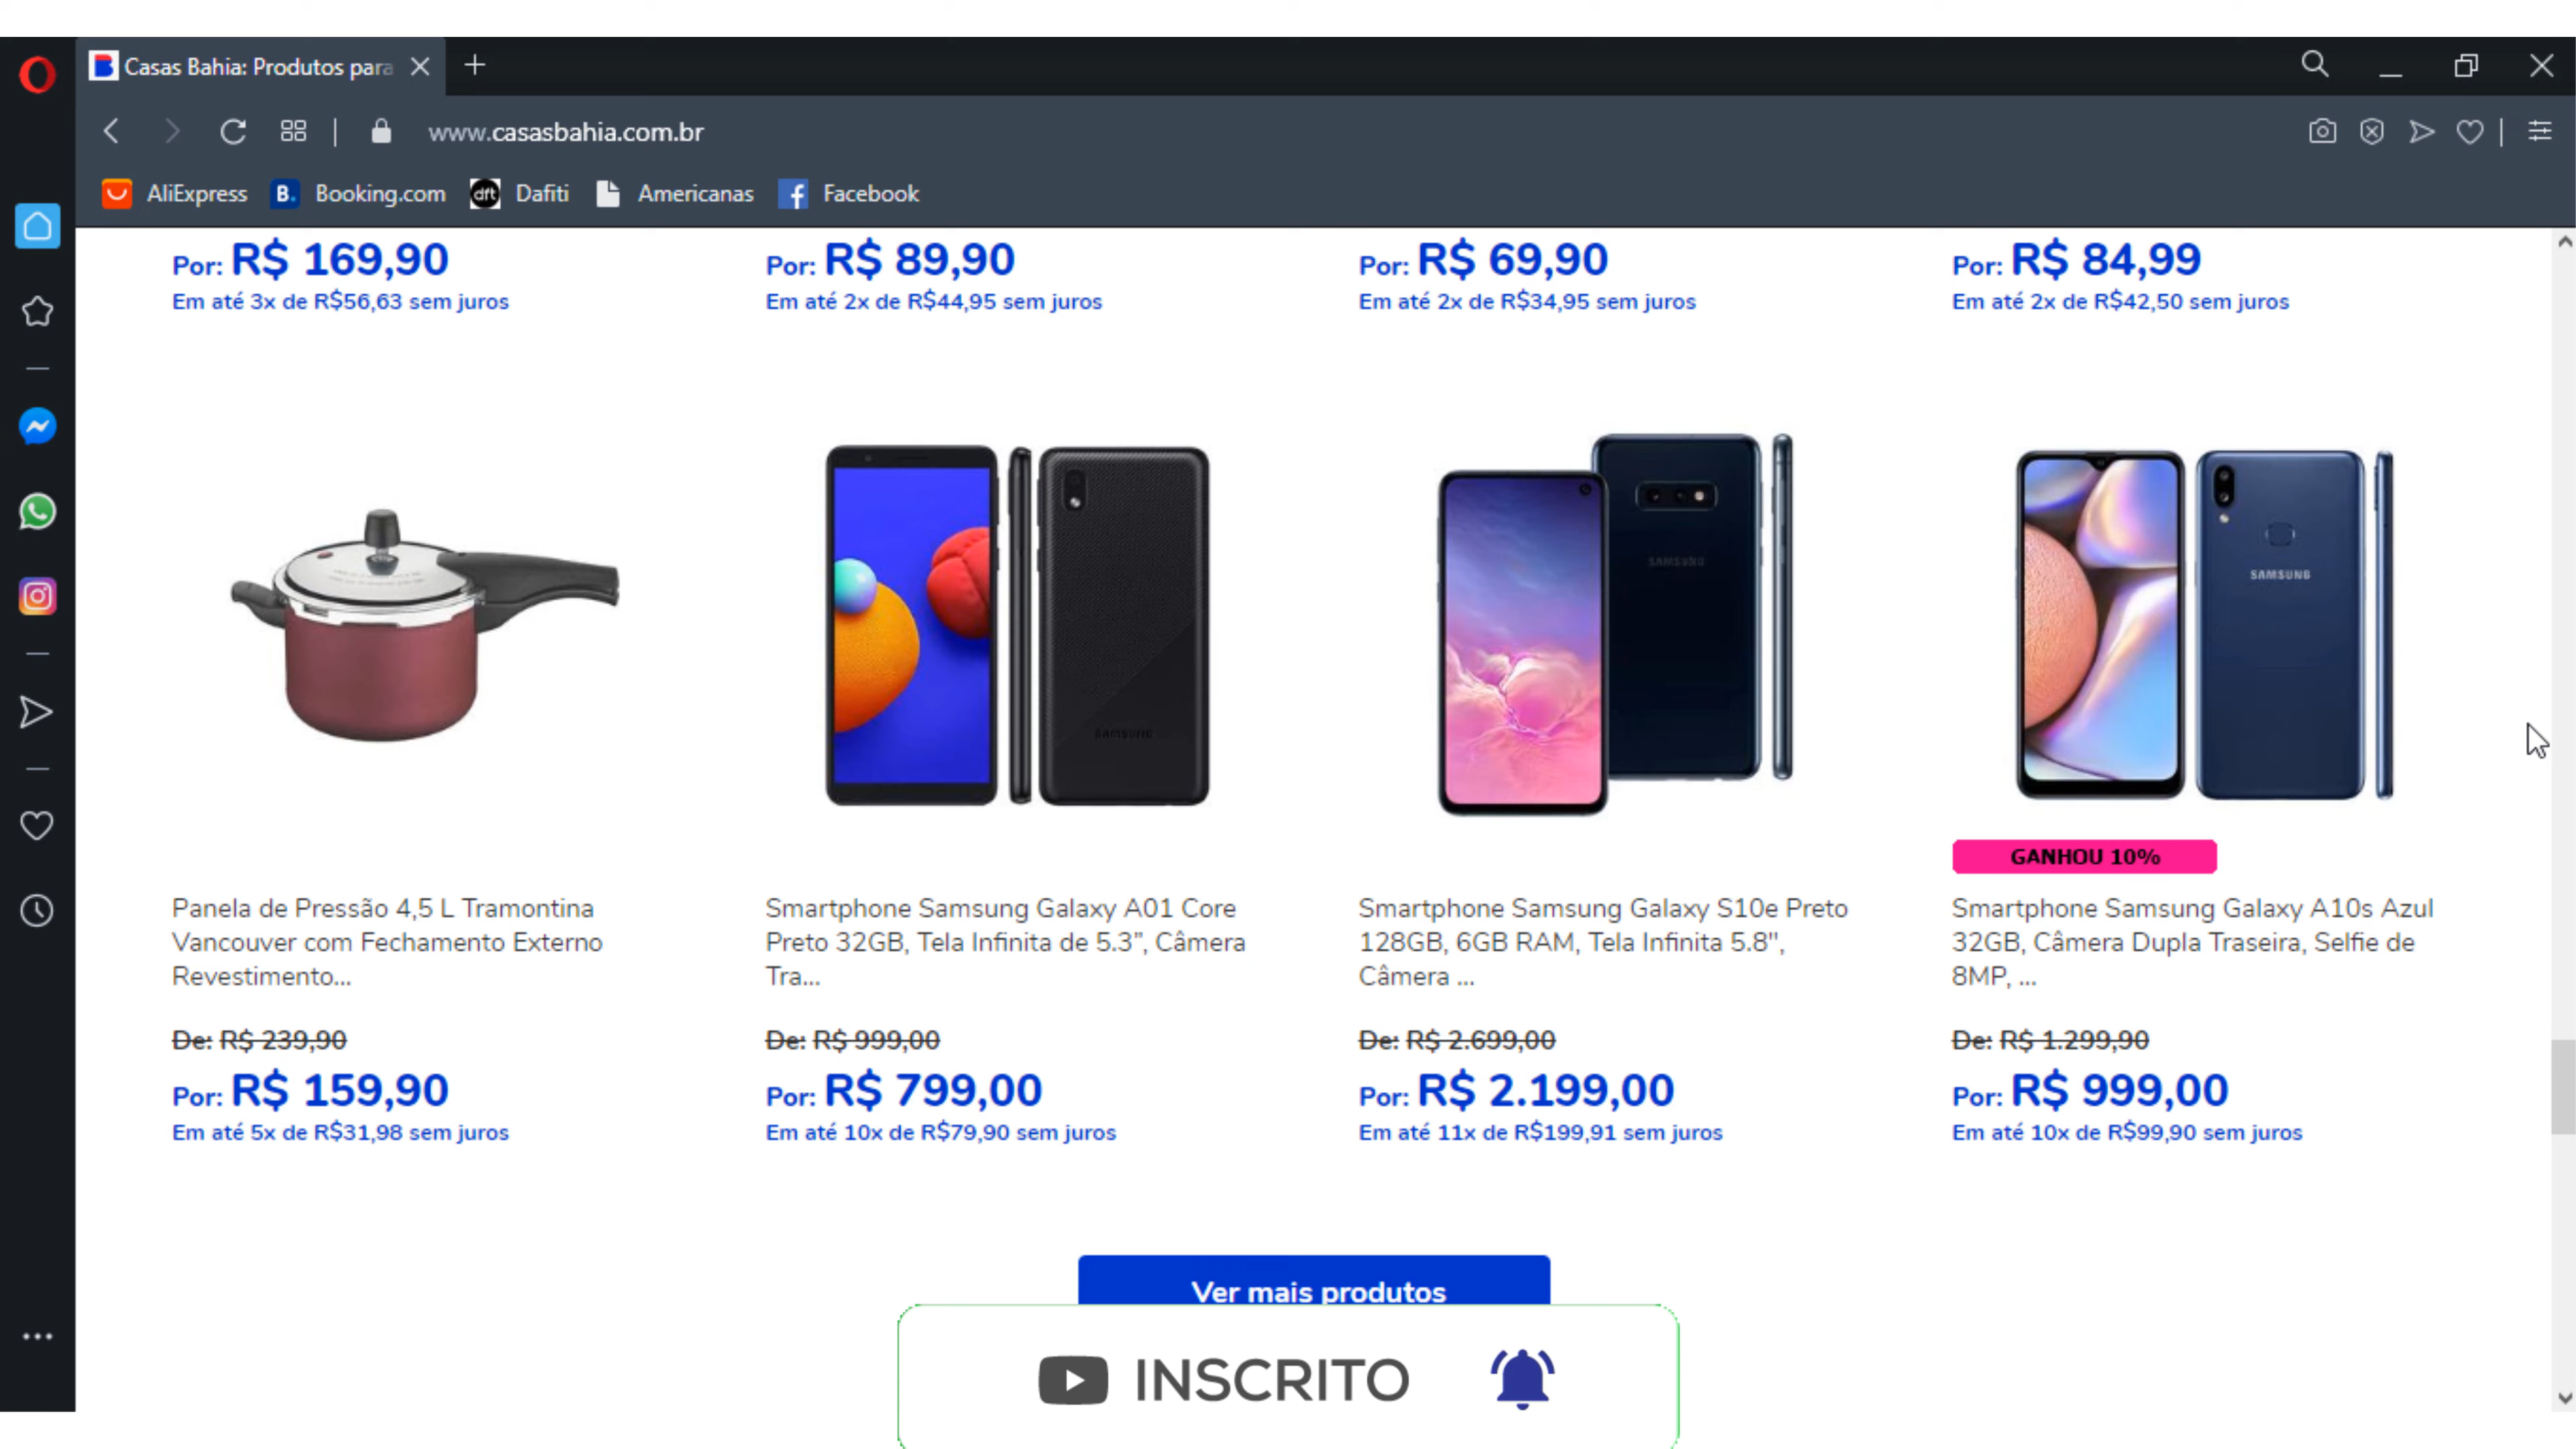 Casas Bahia: Produtos para
www.casasbahia.com.br
AliExpress
B. Booking.com
dft Dafiti
Americanas
Facebook
Por: R$ 169,90
Em até 3x de R$56,63 sem juros
Por: R$ 89,90
Em até 2x de R$44,95 sem juros
Por: R$ 69,90
Em até 2x de R$34,95 sem juros
Por: R$ 84,99
Em até 2x de R$42,50 sem juros
SAMSUNG
SAMSUNG
SAMSUNG
Panela de Pressão 4,5 L Tramontina
Vancouver com Fechamento Externo
Revestimento...
De: R$ 239,90
Por: R$ 159,90
Em até 5x de R$31,98 sem juros
Smartphone Samsung Galaxy A01 Core
Preto 32GB, Tela Infinita de 5.3”, Câmera
Tra...
De: R$ 999,00
Por: R$ 799,00
Em até 10x de R$79,90 sem juros
Smartphone Samsung Galaxy S10e Preto
128GB, 6GB RAM, Tela Infinita 5.8",
Câmera ...
De: R$ 2.699,00
Por: R$ 2.199,00
Em até 11x de R$199,91 sem juros
GANHOU 10%
Smartphone Samsung Galaxy A10s Azul
32GB, Câmera Dupla Traseira, Selfie de
8MP, ...
De: R$ 1.299,90
Por: R$ 999,00
Em até 10x de R$99,90 sem juros
Ver mais produtos
INSCRITO